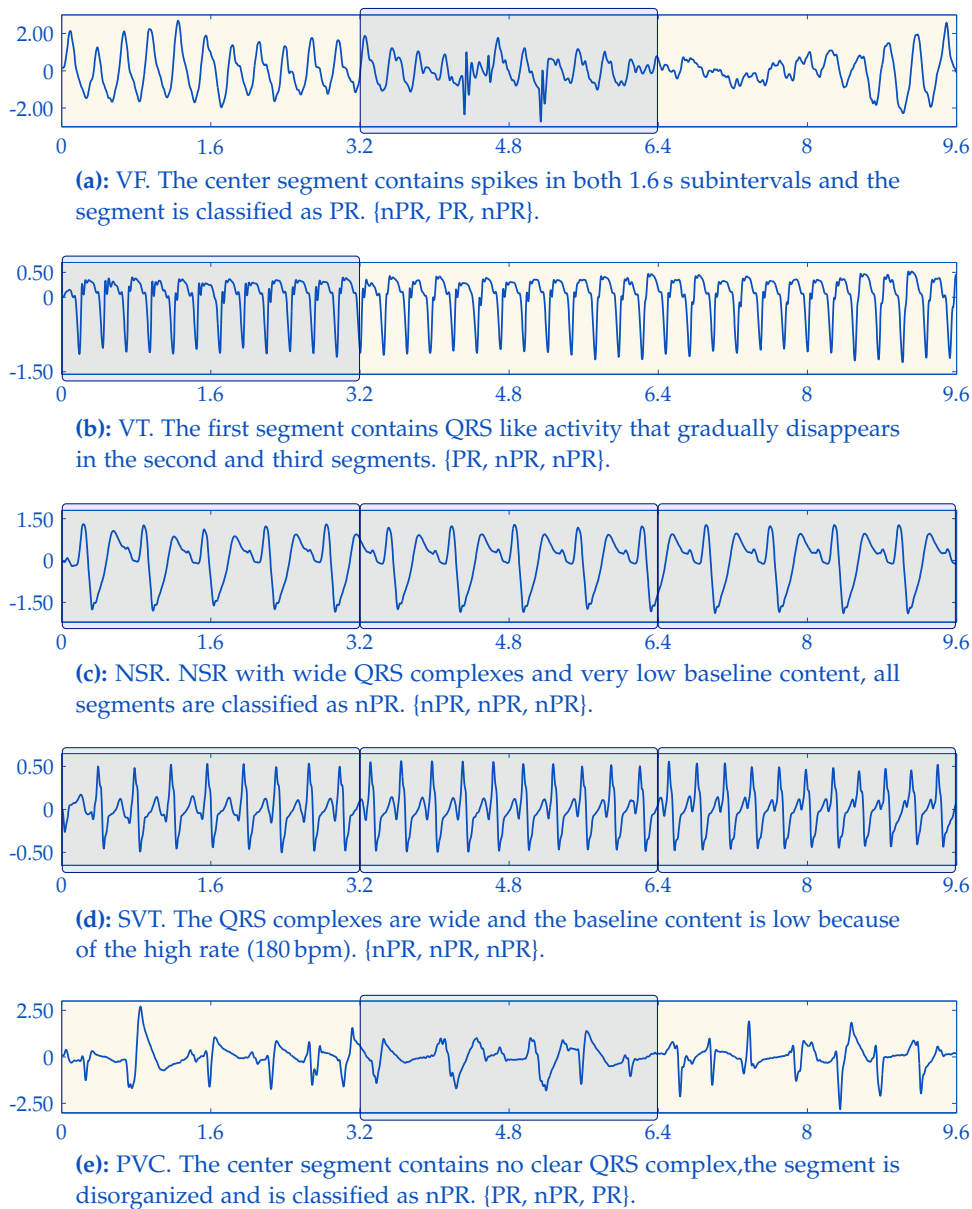 2.00
0
-2.00
0 1.6 3.2 4.8 6.4 8 9.6
(a): VF. The center segment contains spikes in both 1.6 s subintervals and the
segment is classified as PR. {nPR, PR, nPR}.
0.50
0
-1.50
0 1.6 3.2 4.8 6.4 8 9.6
(b): VT. The first segment contains QRS like activity that gradually disappears
in the second and third segments. {PR, nPR, nPR}.
1.50
0
-1.50
0 1.6 3.2 4.8 6.4 8 9.6
(c): NSR. NSR with wide QRS complexes and very low baseline content, all
segments are classified as nPR. {nPR, nPR, nPR}.
0.50
0
-0.50
0 1.6 3.2 4.8 6.4 8 9.6
(d): SVT. The QRS complexes are wide and the baseline content is low because
of the high rate (180 bpm). {nPR, nPR, nPR}.
2.50
0
-2.50
0 1.6 3.2 4.8 6.4 8 9.6
(e): PVC. The center segment contains no clear QRS complex,the segment is
disorganized and is classified as nPR. {PR, nPR, PR}.